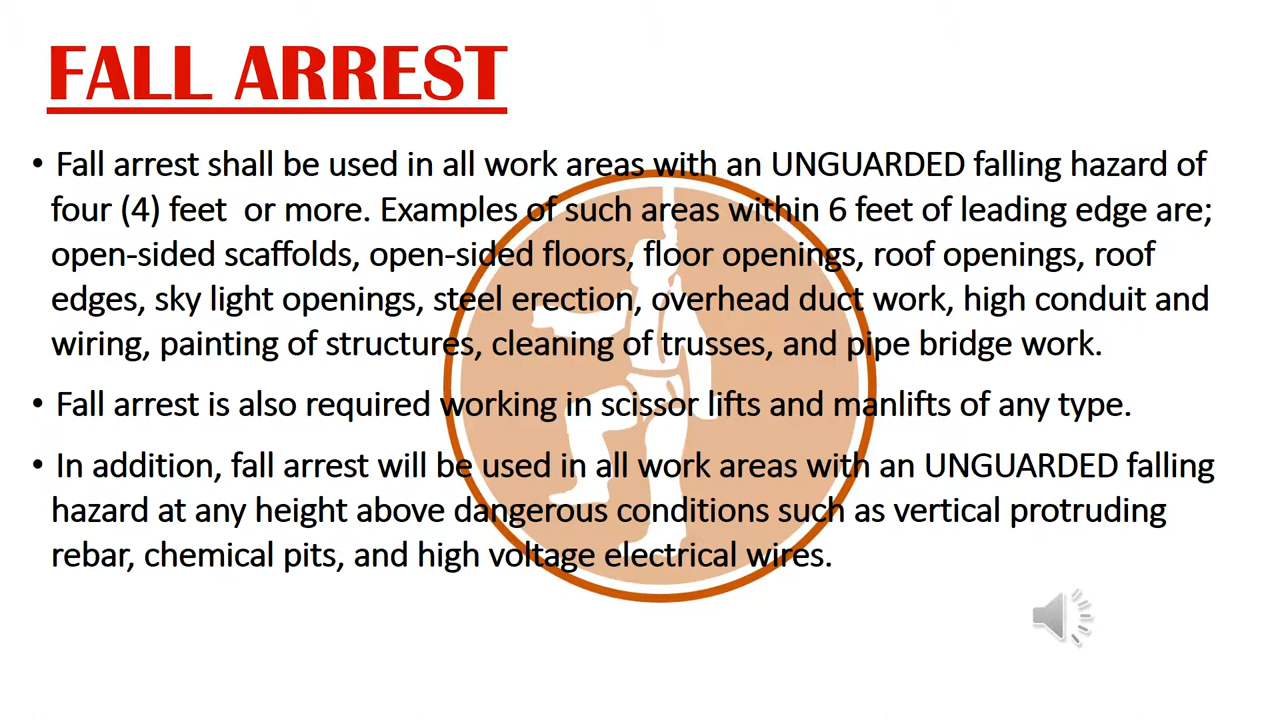 FALL ARREST
• Fall arrest shall be used in all work areas with an UNGUARDED falling hazard of
four (4) feet  or more. Examples of such areas within 6 feet of leading edge are;
open-sided scaffolds, open-sided floors, floor openings, roof openings, roof
edges, sky light openings, steel erection, overhead duct work, high conduit and
wiring, painting of structures, cleaning of trusses, and pipe bridge work.
• Fall arrest is also required working in scissor lifts and manlifts of any type.
• In addition, fall arrest will be used in all work areas with an UNGUARDED falling
hazard at any height above dangerous conditions such as vertical protruding
rebar, chemical pits, and high voltage electrical wires.